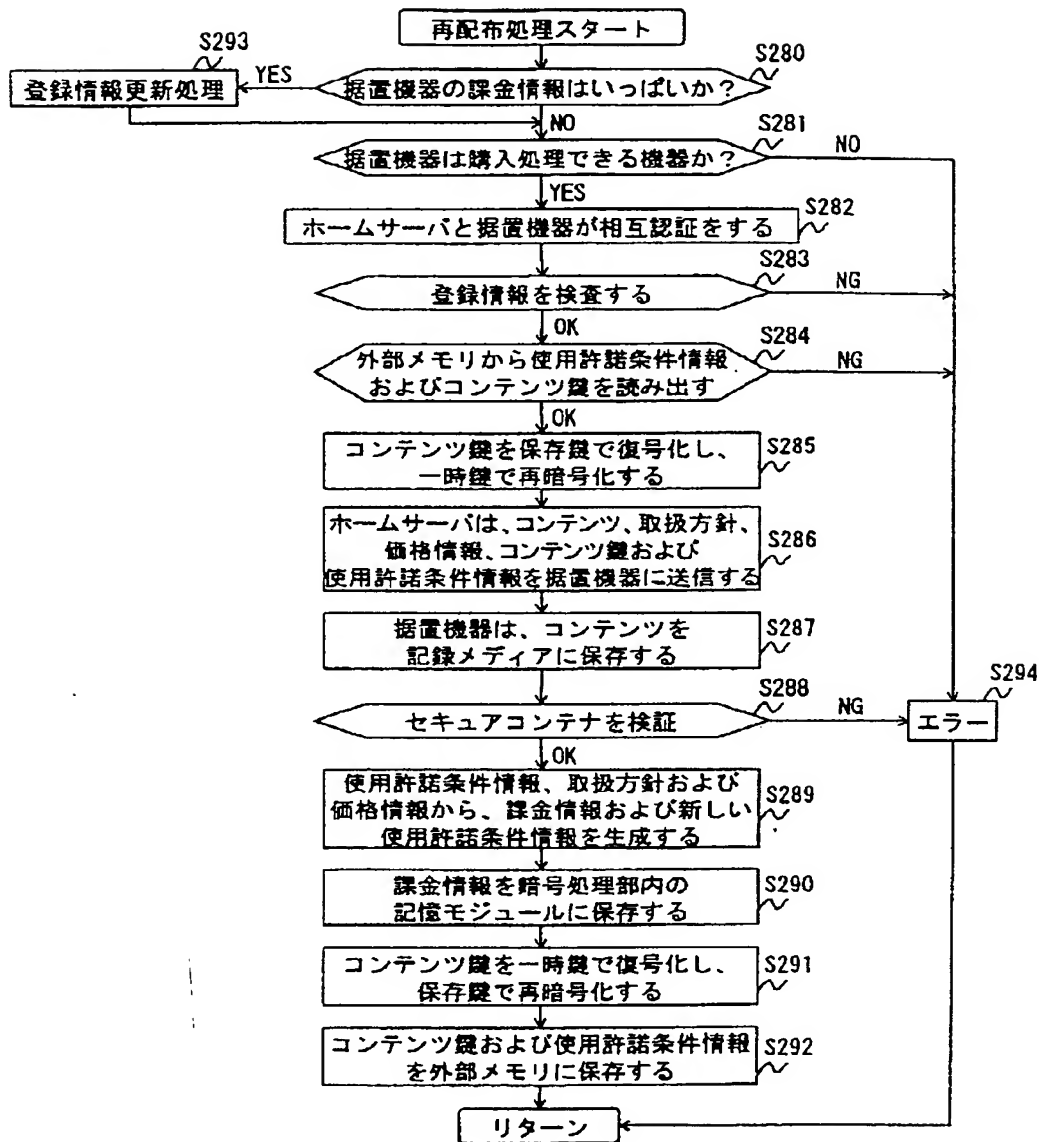 再配布処理スタート
S293
S280
登録情報更新処理
YES
据置機器の課金情報はいっぱいか?
NO
S281
据置機器は購入処理できる機器か?
NO
YES
S282
ホームサーバと据置機器が相互認証をする
S283
登録情報を検査する
NG
OK
S284
外部メモリから使用許諾条件情報
およびコンテンツ鍵を読み出す
NG
OK
S285
コンテンツ鍵を保存鍵で復号化し、
一時鍵で再暗号化する
ホームサーバは、コンテンツ、取扱方針、
価格情報、コンテンツ鍵および
使用許諾条件情報を据置機器に送信する
S286
据置機器は、コンテンツを
記録メディアに保存する
S287
S288
セキュアコンテナを検証
NG
S294
エラー
OK
使用許諾条件情報、取扱方針および
価格情報から、課金情報および新しい
使用許諾条件情報を生成する
S289
課金情報を暗号処理部内の
記憶モジュールに保存する
S290
コンテンツ鍵を一時鍵で復号化し、
保存鍵で再暗号化する
S291
コンテンツ鍵および使用許諾条件情報
を外部メモリに保存する
S292
リターン